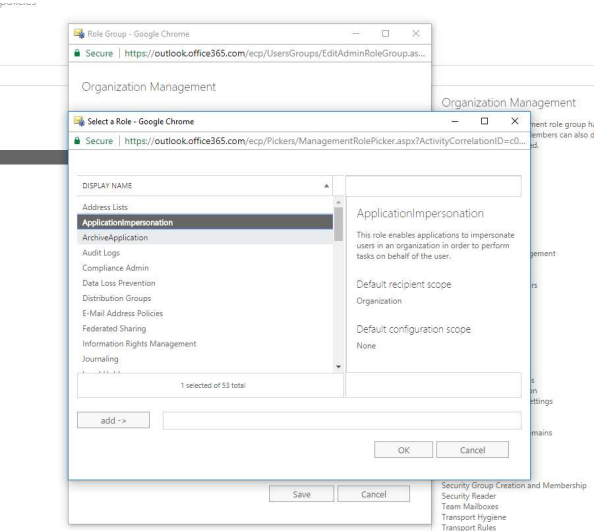 Role Group - Google Chrome
Secure | https://outlook.office365.com/ecp/UsersGroups/EditAdminRoleGroup.as...
Organization Management
Organization Management
ment role group ha
embers can also d
ed.
Select a Role - Google Chrome
Secure | https://outlook.office365.com/ecp/Pickers/ManagementRolePicker.aspx?ActivityCorrelationID=c0...
DISPLAY NAME
Address Lists
ApplicationImpersonation
ArchiveApplication
Audit Logs
Compliance Admin
Data Loss Prevention
Distribution Groups
E-Mail Address Policies
Federated Sharing
Information Rights Management
Journaling
1 selected of 53 total
ApplicationImpersonation
This role enables applications to impersonate
users in an organization in order to perform
tasks on behalf of the user.
Default recipient scope
Organization
Default configuration scope
None
add ->
OK
Cancel
gement
rs
s
on
ettings
mains
Save
Cancel
Security Group Creation and Membership
Security Reader
Team Mailboxes
Transport Hygiene
Transport Rules